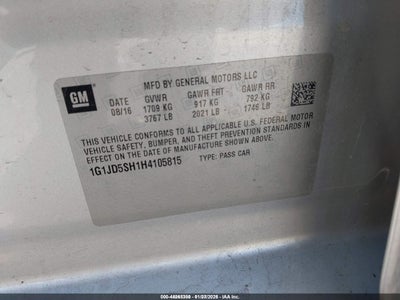 MFD BY GENERAL MOTORS LLC
GM
DATE GVWR GAWR FRT GAWR RR
08/16 1709 KG 917 KG 792 KG
3767 LB 2021 LB 1746 LB
THIS VEHICLE CONFORMS TO ALL APPLICABLE U.S. FEDERAL MOTOR
VEHICLE SAFETY, BUMPER, AND THEFT PREVENTION STANDARDS IN
EFFECT ON THE DATE OF MANUFACTURE SHOWN ABOVE.
1G1JD5SH1H4105815 TYPE: PASS CAR